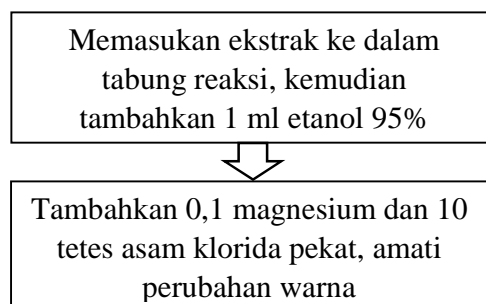 Memasukan ekstrak ke dalam
tabung reaksi, kemudian
tambahkan 1 ml etanol 95%
Tambahkan 0,1 magnesium dan 10
tetes asam klorida pekat, amati
perubahan warna